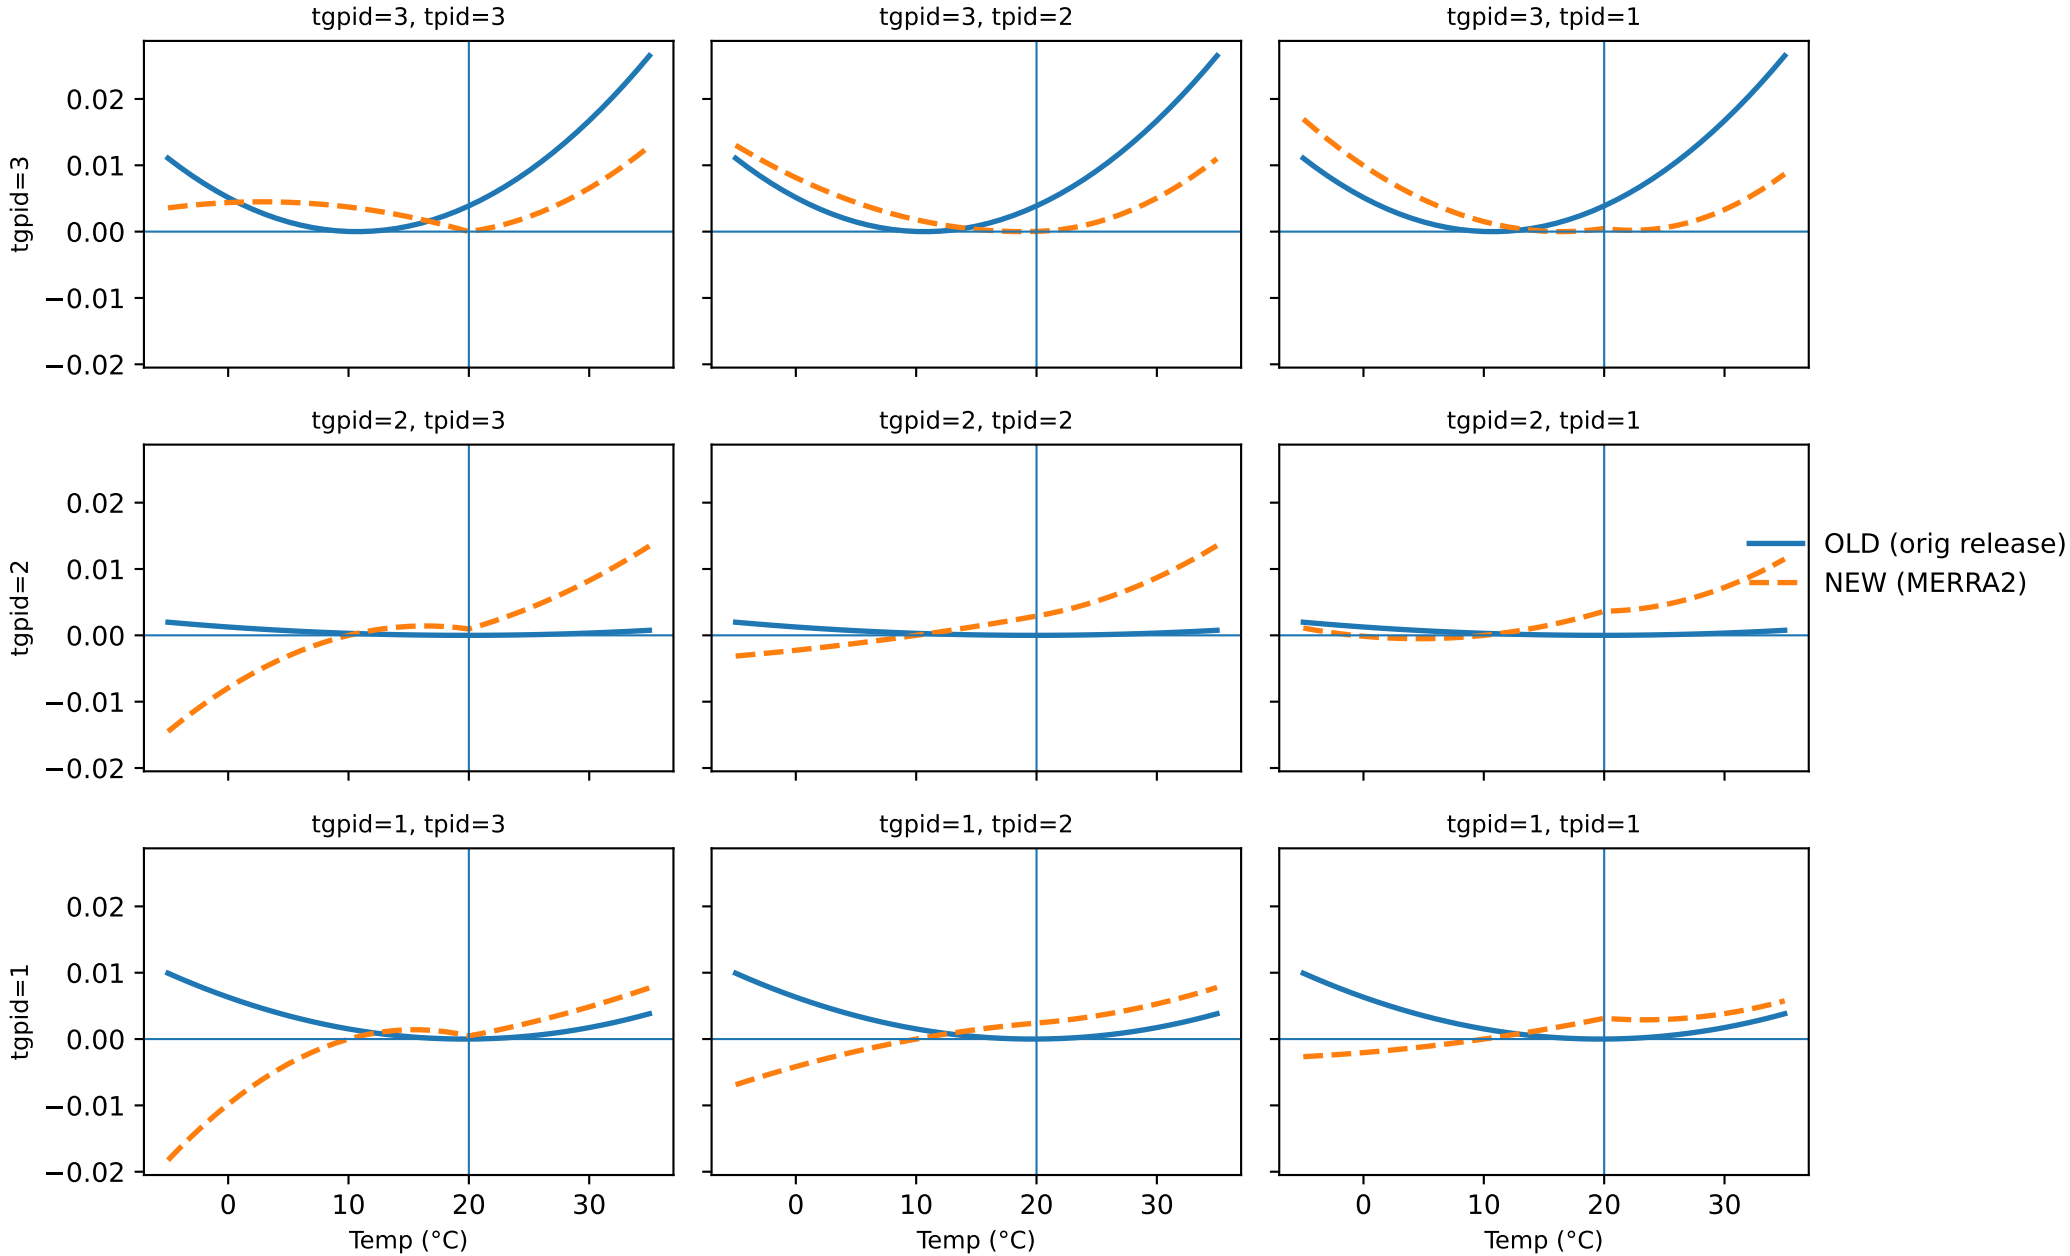 tgpid=3, tpid=3
tgpid=3, tpid=2
tgpid=3, tpid=1
tgpid=3
0.02
0.01
0.00
−0.01
−0.02
tgpid=2, tpid=3
tgpid=2, tpid=2
tgpid=2, tpid=1
tgpid=2
0.02
0.01
0.00
−0.01
−0.02
OLD (orig release)
NEW (MERRA2)
tgpid=1, tpid=3
tgpid=1, tpid=2
tgpid=1, tpid=1
tgpid=1
0.02
0.01
0.00
−0.01
−0.02
0 10 20 30
0 10 20 30
0 10 20 30
Temp (°C)
Temp (°C)
Temp (°C)